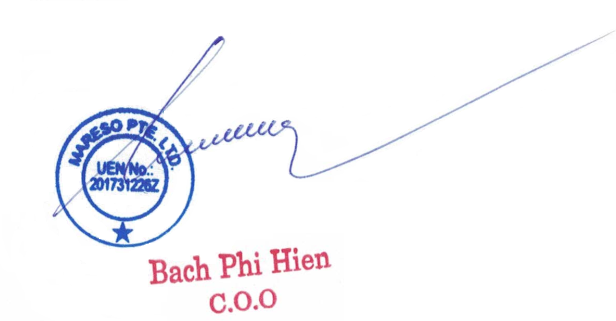 MARESO PTE. LTD.
UEN No.:
201731226Z
Bach Phi Hien
C.O.O